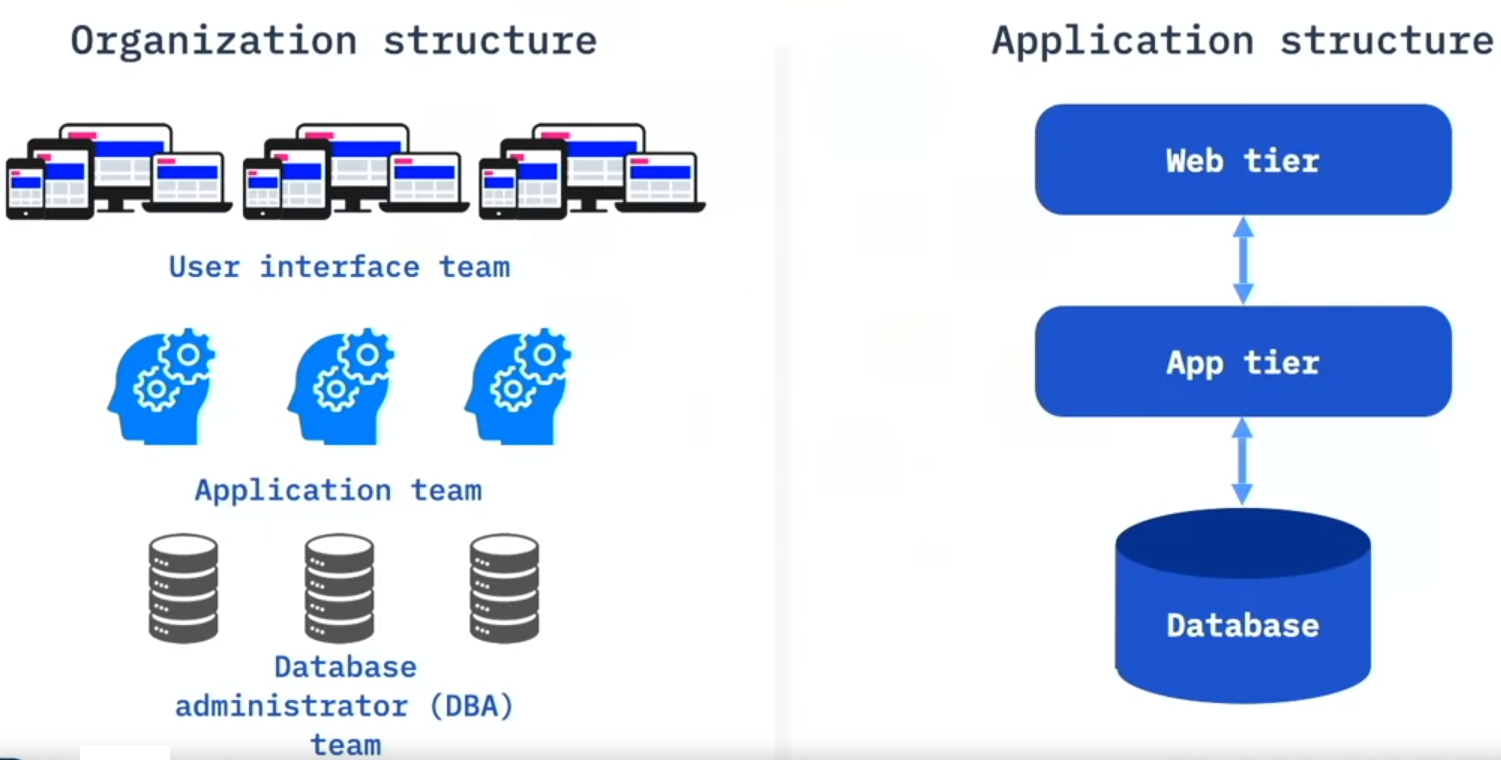 Organization structure
User interface team
Application team
Database
administrator (DBA)
team
Application structure
Web tier
App tier
Database